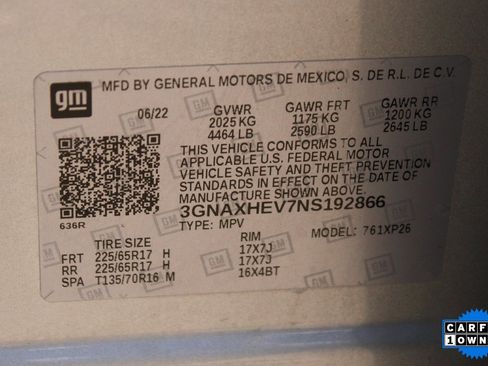 gm
MFD BY GENERAL MOTORS DE MEXICO, S. DE R.L. DE C.V.
06/22 GVWR GAWR FRT GAWR RR
2025 KG 1175 KG 1200 KG
4464 LB 2590 LB 2645 LB
THIS VEHICLE CONFORMS TO ALL
APPLICABLE U.S. FEDERAL MOTOR
VEHICLE SAFETY AND THEFT PREVENTION
STANDARDS IN EFFECT ON THE DATE OF
MANUFACTURE SHOWN ABOVE.
3GNAXHEV7NS192866
636R TYPE: MPV MODEL: 761XP26
TIRE SIZE RIM
FRT 225/65R17 H 17X7J
RR 225/65R17 H 17X7J
SPA T135/70R16 M 16X4BT
CARF
1 OWN